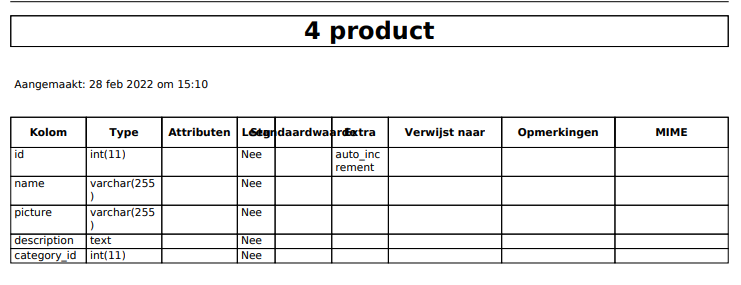 4 product
Aangemaakt: 28 feb 2022 om 15:10
Kolom Type Attributen Leeg Standaardwaarde Extra Verwijst naar Opmerkingen MIME
id int(11) Nee auto_inc
rement
name varchar(255 Nee
)
picture varchar(255 Nee
)
description text Nee
category_id int(11) Nee